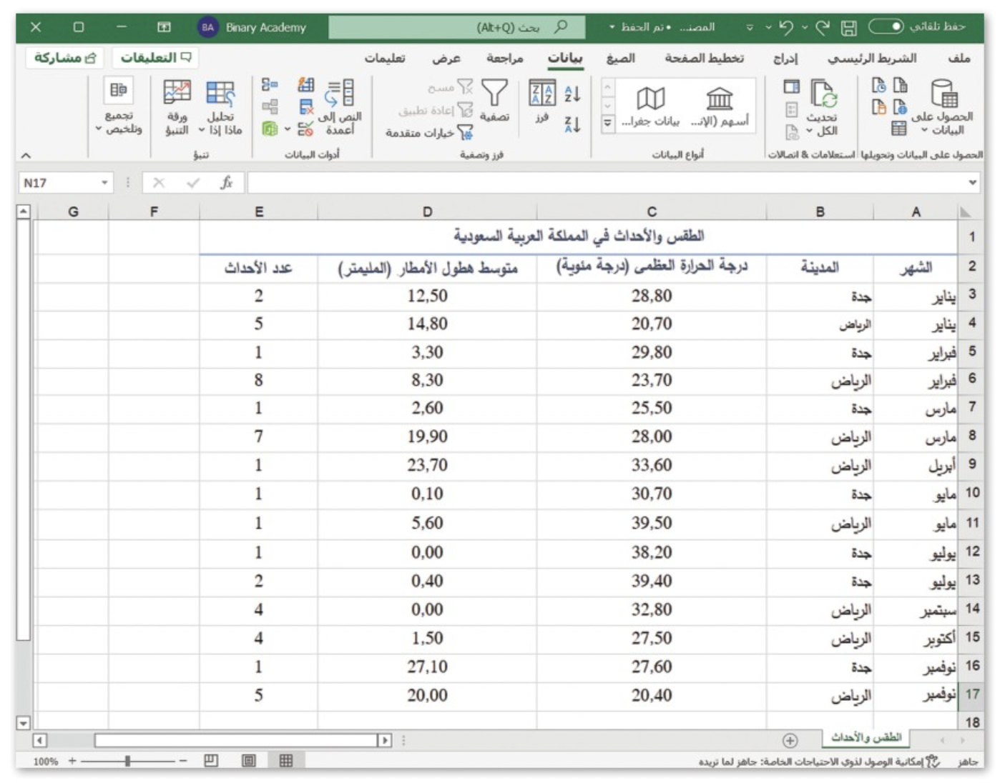 حفظ تلقائي المصنـ... • تم الحفظ بحث (Alt+Q) Binary Academy BA
ملف الشريط الرئيسي إدراج تخطيط الصفحة الصيغ بيانات مراجعة عرض تعليمات التعليقات مشاركة
الحصول على البيانات
تحديث الكل
أسهم (الإنـ... بيانات جغرا...
فرز
تصفية
مسح
إعادة تطبيق
خيارات متقدمة
النص إلى أعمدة
تحليل ماذا إذا
ورقة التنبؤ
تجميع وتلخيص
الحصول على البيانات وتحويلها استعلامات & اتصالات أنواع البيانات فرز وتصفية أدوات البيانات تنبؤ
N17 fx
A B C D E F G
1 الطقس والأحداث في المملكة العربية السعودية
2 الشهر المدينة درجة الحرارة العظمى (درجة مئوية) متوسط هطول الأمطار (المليمتر) عدد الأحداث
3 يناير جدة 28,80 12,50 2
4 يناير الرياض 20,70 14,80 5
5 فبراير جدة 29,80 3,30 1
6 فبراير الرياض 23,70 8,30 8
7 مارس جدة 25,50 2,60 1
8 مارس الرياض 28,00 19,90 7
9 أبريل الرياض 33,60 23,70 1
10 مايو جدة 30,70 0,10 1
11 مايو الرياض 39,50 5,60 1
12 يوليو جدة 38,20 0,00 1
13 يوليو جدة 39,40 0,40 2
14 سبتمبر الرياض 32,80 0,00 4
15 أكتوبر الرياض 27,50 1,50 4
16 نوفمبر جدة 27,60 27,10 1
17 نوفمبر الرياض 20,40 20,00 5
18
الطقس والأحداث
جاهز إمكانية الوصول لذوي الاحتياجات الخاصة: جاهز لما تريده 100%